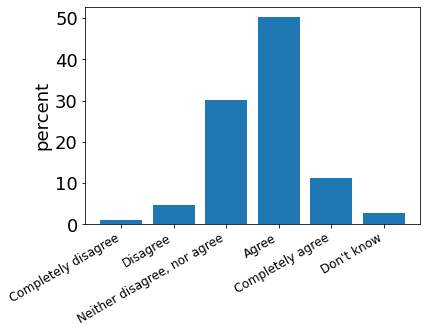 50
40
30
20
10
0
percent
Completely disagree
Disagree
Neither disagree, nor agree
Agree
Completely agree
Don't know